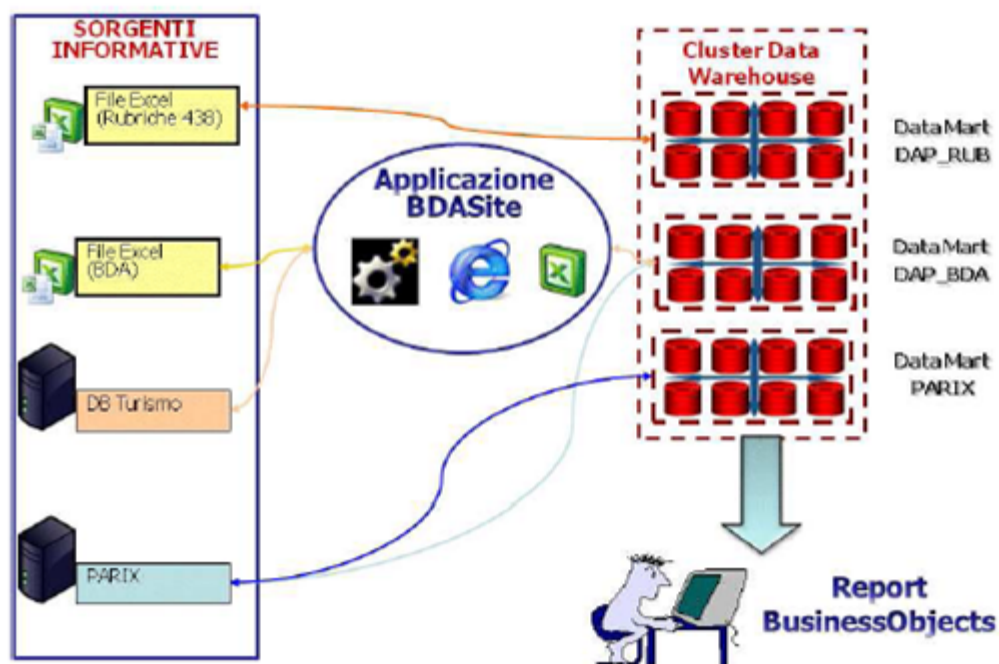 SORGENTI
INFORMATIVE
File Excel
(Rubriche 438)
File Excel
(BDA)
DB Turismo
PARIX
Applicazione
BDASite
Cluster Data
Warehouse
DataMart
DAP_RUB
DataMart
DAP_BDA
DataMart
PARIX
Report
BusinessObjects